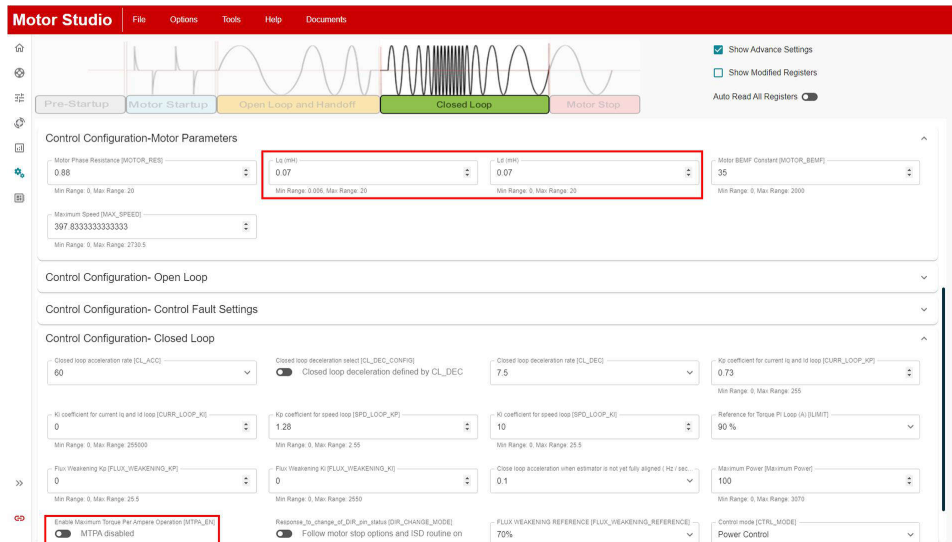 Motor Studio File Options Tools Help Documents
Show Advance Settings
Show Modified Registers
Auto Read All Registers
Pre-Startup Motor Startup Open Loop and Handoff Closed Loop Motor Stop
Control Configuration-Motor Parameters
Motor Phase Resistance [MOTOR_RES] Lq (mH) Ld (mH) Motor BEMF Constant [MOTOR_BEMF]
0.88 0.07 0.07 35
Min Range: 0, Max Range: 20 Min Range: 0.006, Max Range: 20 Min Range: 0, Max Range: 20 Min Range: 0, Max Range: 2000
Maximum Speed [MAX_SPEED]
397.8333333333333
Min Range: 0, Max Range: 2730.5
Control Configuration- Open Loop
Control Configuration- Control Fault Settings
Control Configuration- Closed Loop
Closed loop acceleration rate [CL_ACC] Closed loop deceleration select [CL_DEC_CONFIG] Closed loop deceleration rate [CL_DEC] Kp coefficient for current Iq and Id loop [CURR_LOOP_KP]
60 Closed loop deceleration defined by CL_DEC 7.5 0.73
Min Range: 0, Max Range: 255
Ki coefficient for current Iq and Id loop [CURR_LOOP_KI] Kp coefficient for speed loop [SPD_LOOP_KP] Ki coefficient for speed loop [SPD_LOOP_KI] Reference for Torque PI Loop (A) [ILIMIT]
0 1.28 10 90 %
Min Range: 0, Max Range: 255000 Min Range: 0, Max Range: 2.55 Min Range: 0, Max Range: 25.5
Flux Weakening Kp [FLUX_WEAKENING_KP] Flux Weakening Ki [FLUX_WEAKENING_KI] Close loop acceleration when estimator is not yet fully aligned ( Hz / sec... Maximum Power [Maximum Power]
0 0 0.1 100
Min Range: 0, Max Range: 25.5 Min Range: 0, Max Range: 2550 Min Range: 0, Max Range: 3070
Enable Maximum Torque Per Ampere Operation [MTPA_EN] Response_to_change_of_DIR_pin_status [DIR_CHANGE_MODE] FLUX WEAKENING REFERENCE [FLUX_WEAKENING_REFERENCE] Control mode [CTRL_MODE]
MTPA disabled Follow motor stop options and ISD routine on 70% Power Control